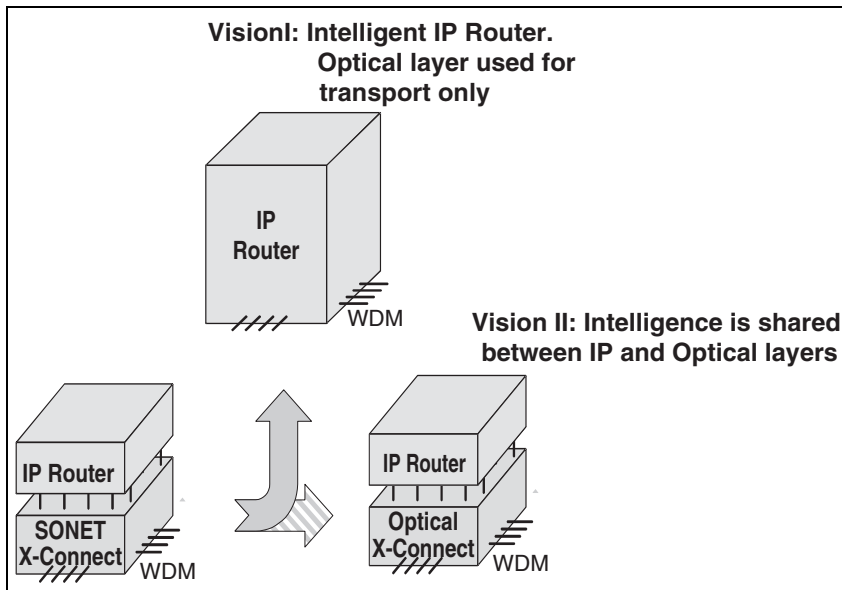 VisionI: Intelligent IP Router.
Optical layer used for
transport only
IP
Router
WDM
Vision II: Intelligence is shared
between IP and Optical layers
IP Router
SONET
X-Connect
WDM
IP Router
Optical
X-Connect
WDM